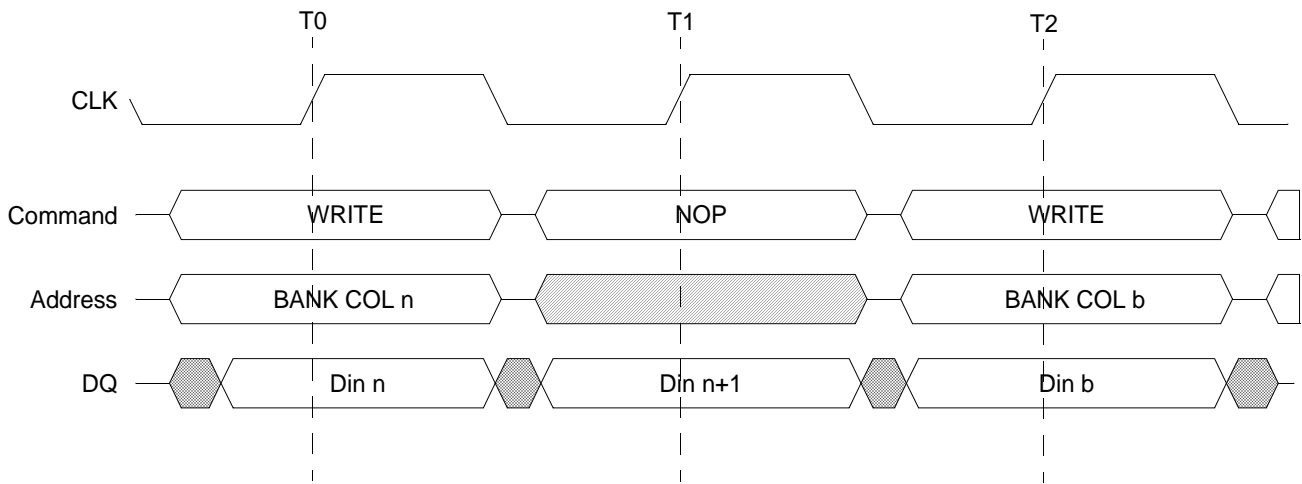 T0 T1 T2
CLK
Command WRITE NOP WRITE
Address BANK COL n BANK COL b
DQ Din n Din n+1 Din b